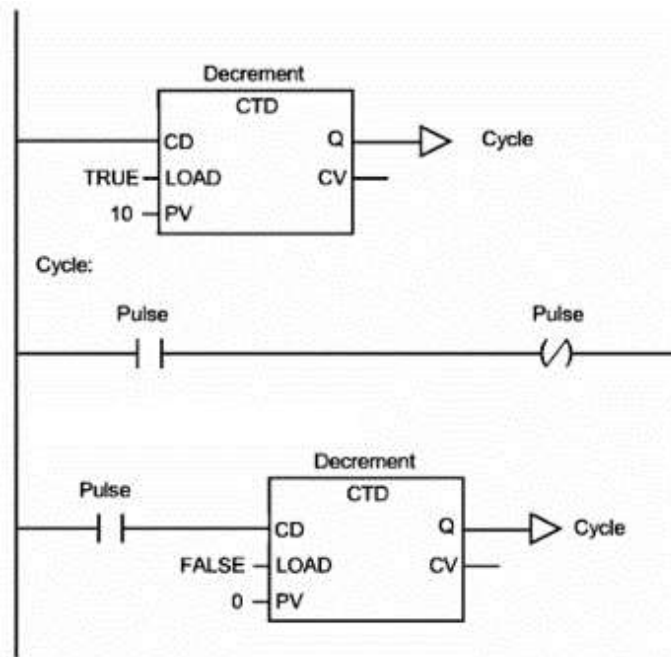 Decrement
CTD
CD Q Cycle
TRUE LOAD CV
10 PV
Cycle:
Pulse Pulse
Decrement
Pulse CTD
CD Q Cycle
FALSE LOAD CV
0 PV